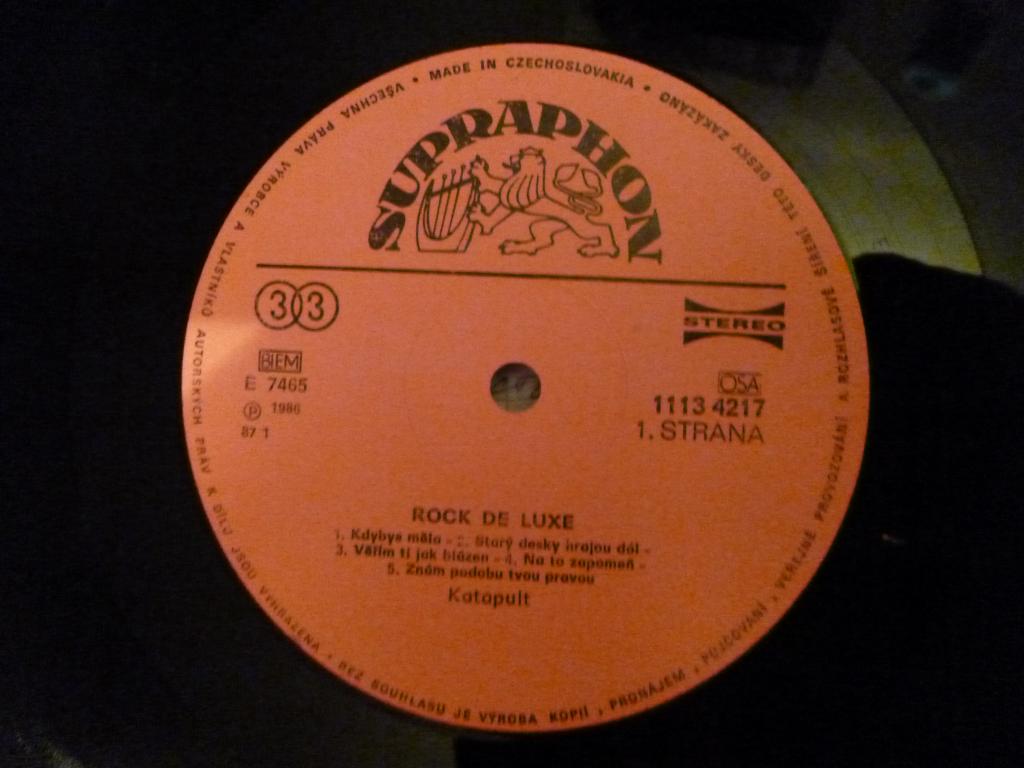 MADE IN CZECHOSLOVAKIA • VŠECHNA PRÁVA VÝROBCE A VLASTNÍKŮ AUTORSKÝCH PRÁV K DÍLU JSOU VYHRAZENA • BEZ SOUHLASU JE VÝROBA KOPIÍ, PRONÁJEM, PŮJČOVÁNÍ, VEŘEJNÉ PROVOZOVÁNÍ A ROZHLASOVÉ ŠÍŘENÍ TÉTO DESKY ZAKÁZÁNO •
SUPRAPHON
33
STEREO
BIEM
E 7465
Ⓟ 1986
87 1
OSA
1113 4217
1. STRANA
ROCK DE LUXE
1. Kdybys měla - 2. Starý desky hrajou dál -
3. Věřím ti jak blázen - 4. Na to zapomeň -
5. Znám podobu tvou pravou
Katapult